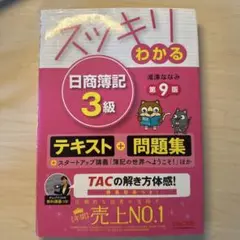 スッキリ
わかる
日商簿記
3級
滝澤ななみ
第9版
テキスト+問題集
+スタートアップ講義「簿記の世界へようこそ!」ほか
TACの解き方体感!
売上No.1